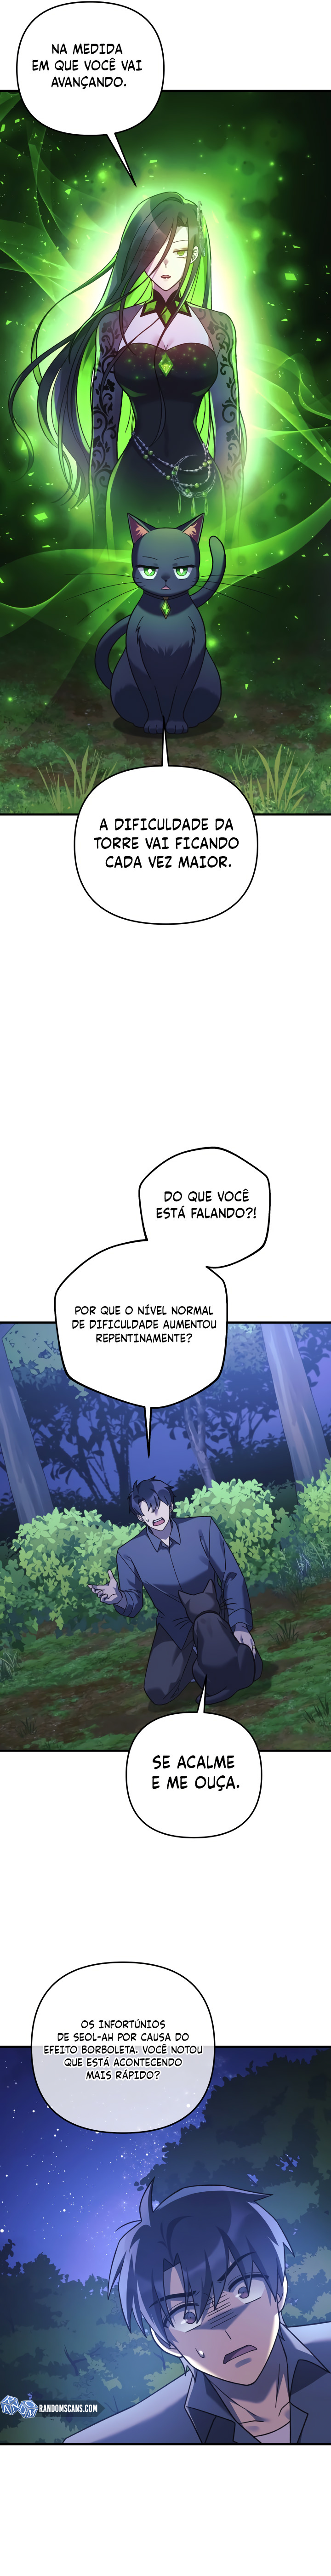 NA MEDIDA
EM QUE VOCÊ VAI
AVANÇANDO.
A DIFICULDADE DA
TORRE VAI FICANDO
CADA VEZ MAIOR.
DO QUE VOCÊ
ESTÁ FALANDO?!
POR QUE O NÍVEL NORMAL
DE DIFICULDADE AUMENTOU
REPENTINAMENTE?
SE ACALME
E ME OUÇA.
OS INFORTÚNIOS
DE SEOL-AH POR CAUSA DO
EFEITO BORBOLETA. VOCÊ NOTOU
QUE ESTÁ ACONTECENDO
MAIS RÁPIDO?
RANDOMSCANS.COM